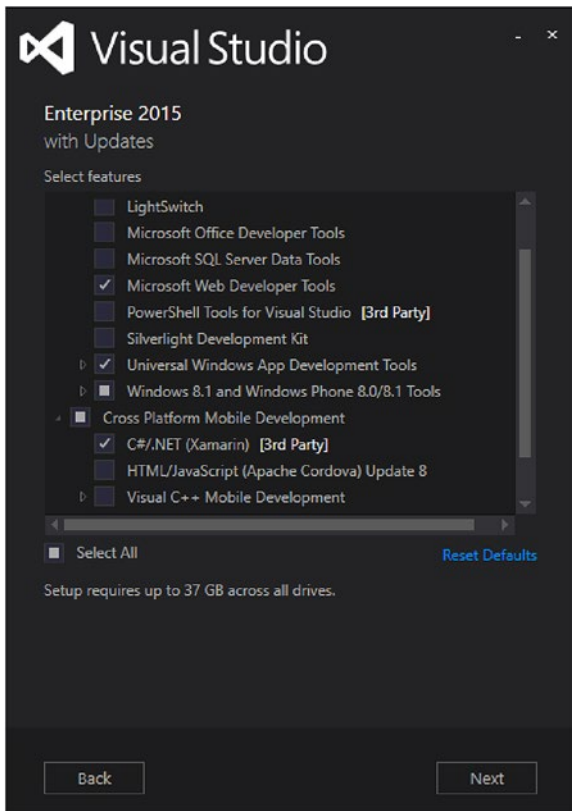 Visual Studio
Enterprise 2015
with Updates
Select features
LightSwitch
Microsoft Office Developer Tools
Microsoft SQL Server Data Tools
Microsoft Web Developer Tools
PowerShell Tools for Visual Studio [3rd Party]
Silverlight Development Kit
Universal Windows App Development Tools
Windows 8.1 and Windows Phone 8.0/8.1 Tools
Cross Platform Mobile Development
C#/.NET (Xamarin) [3rd Party]
HTML/JavaScript (Apache Cordova) Update 8
Visual C++ Mobile Development
Select All Reset Defaults
Setup requires up to 37 GB across all drives.
Back Next